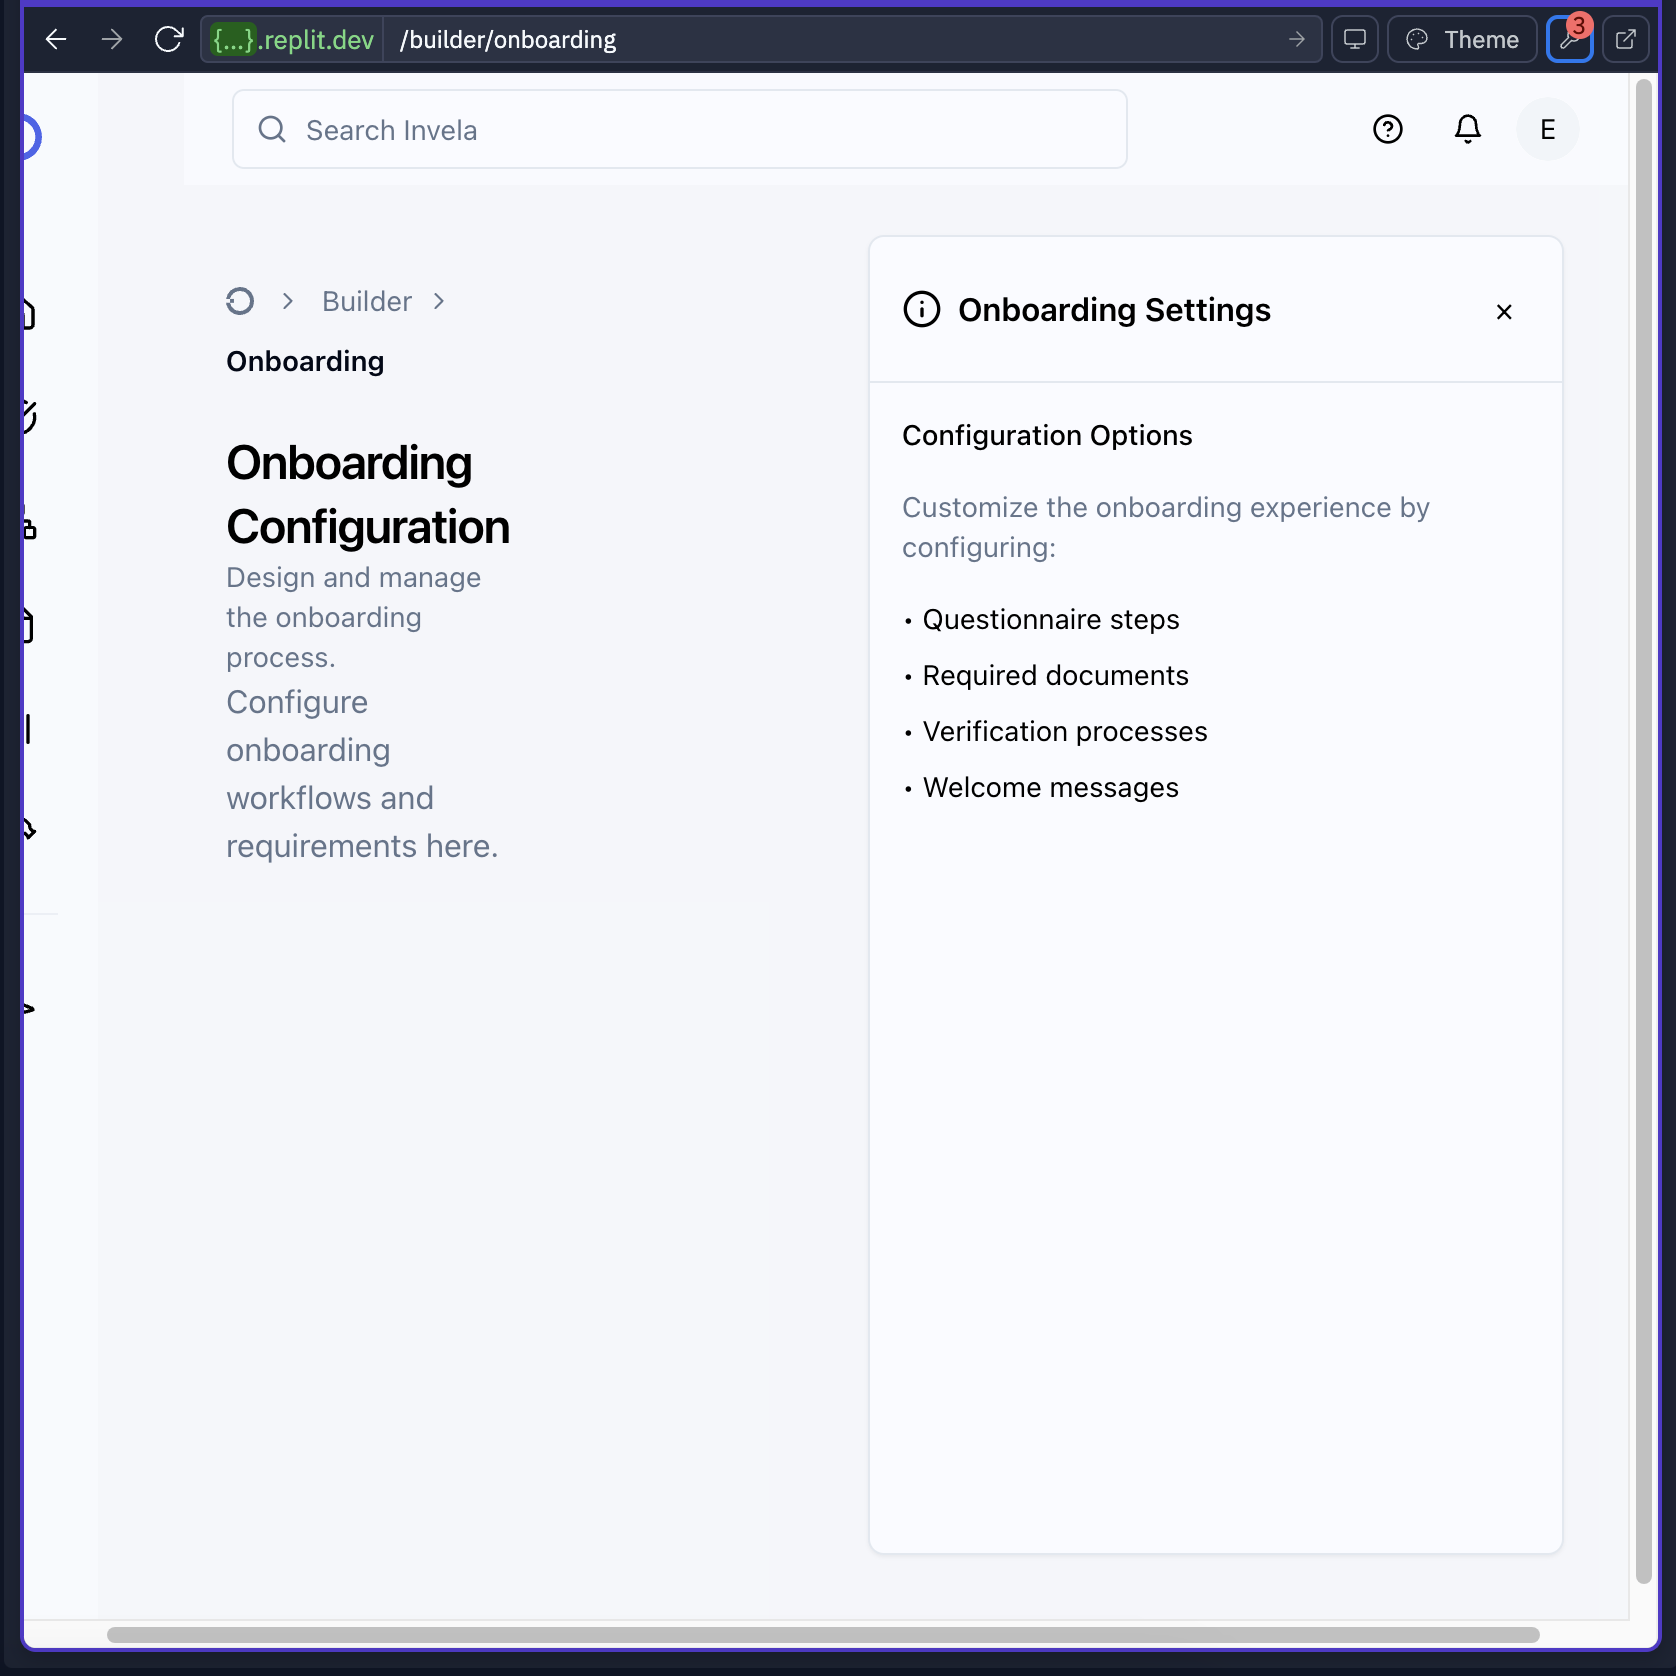 {...}.replit.dev
/builder/onboarding
Theme
3
Search Invela
E
Builder
Onboarding
Onboarding
Configuration
Design and manage
the onboarding
process.
Configure
onboarding
workflows and
requirements here.
Onboarding Settings
Configuration Options
Customize the onboarding experience by
configuring:
• Questionnaire steps
• Required documents
• Verification processes
• Welcome messages